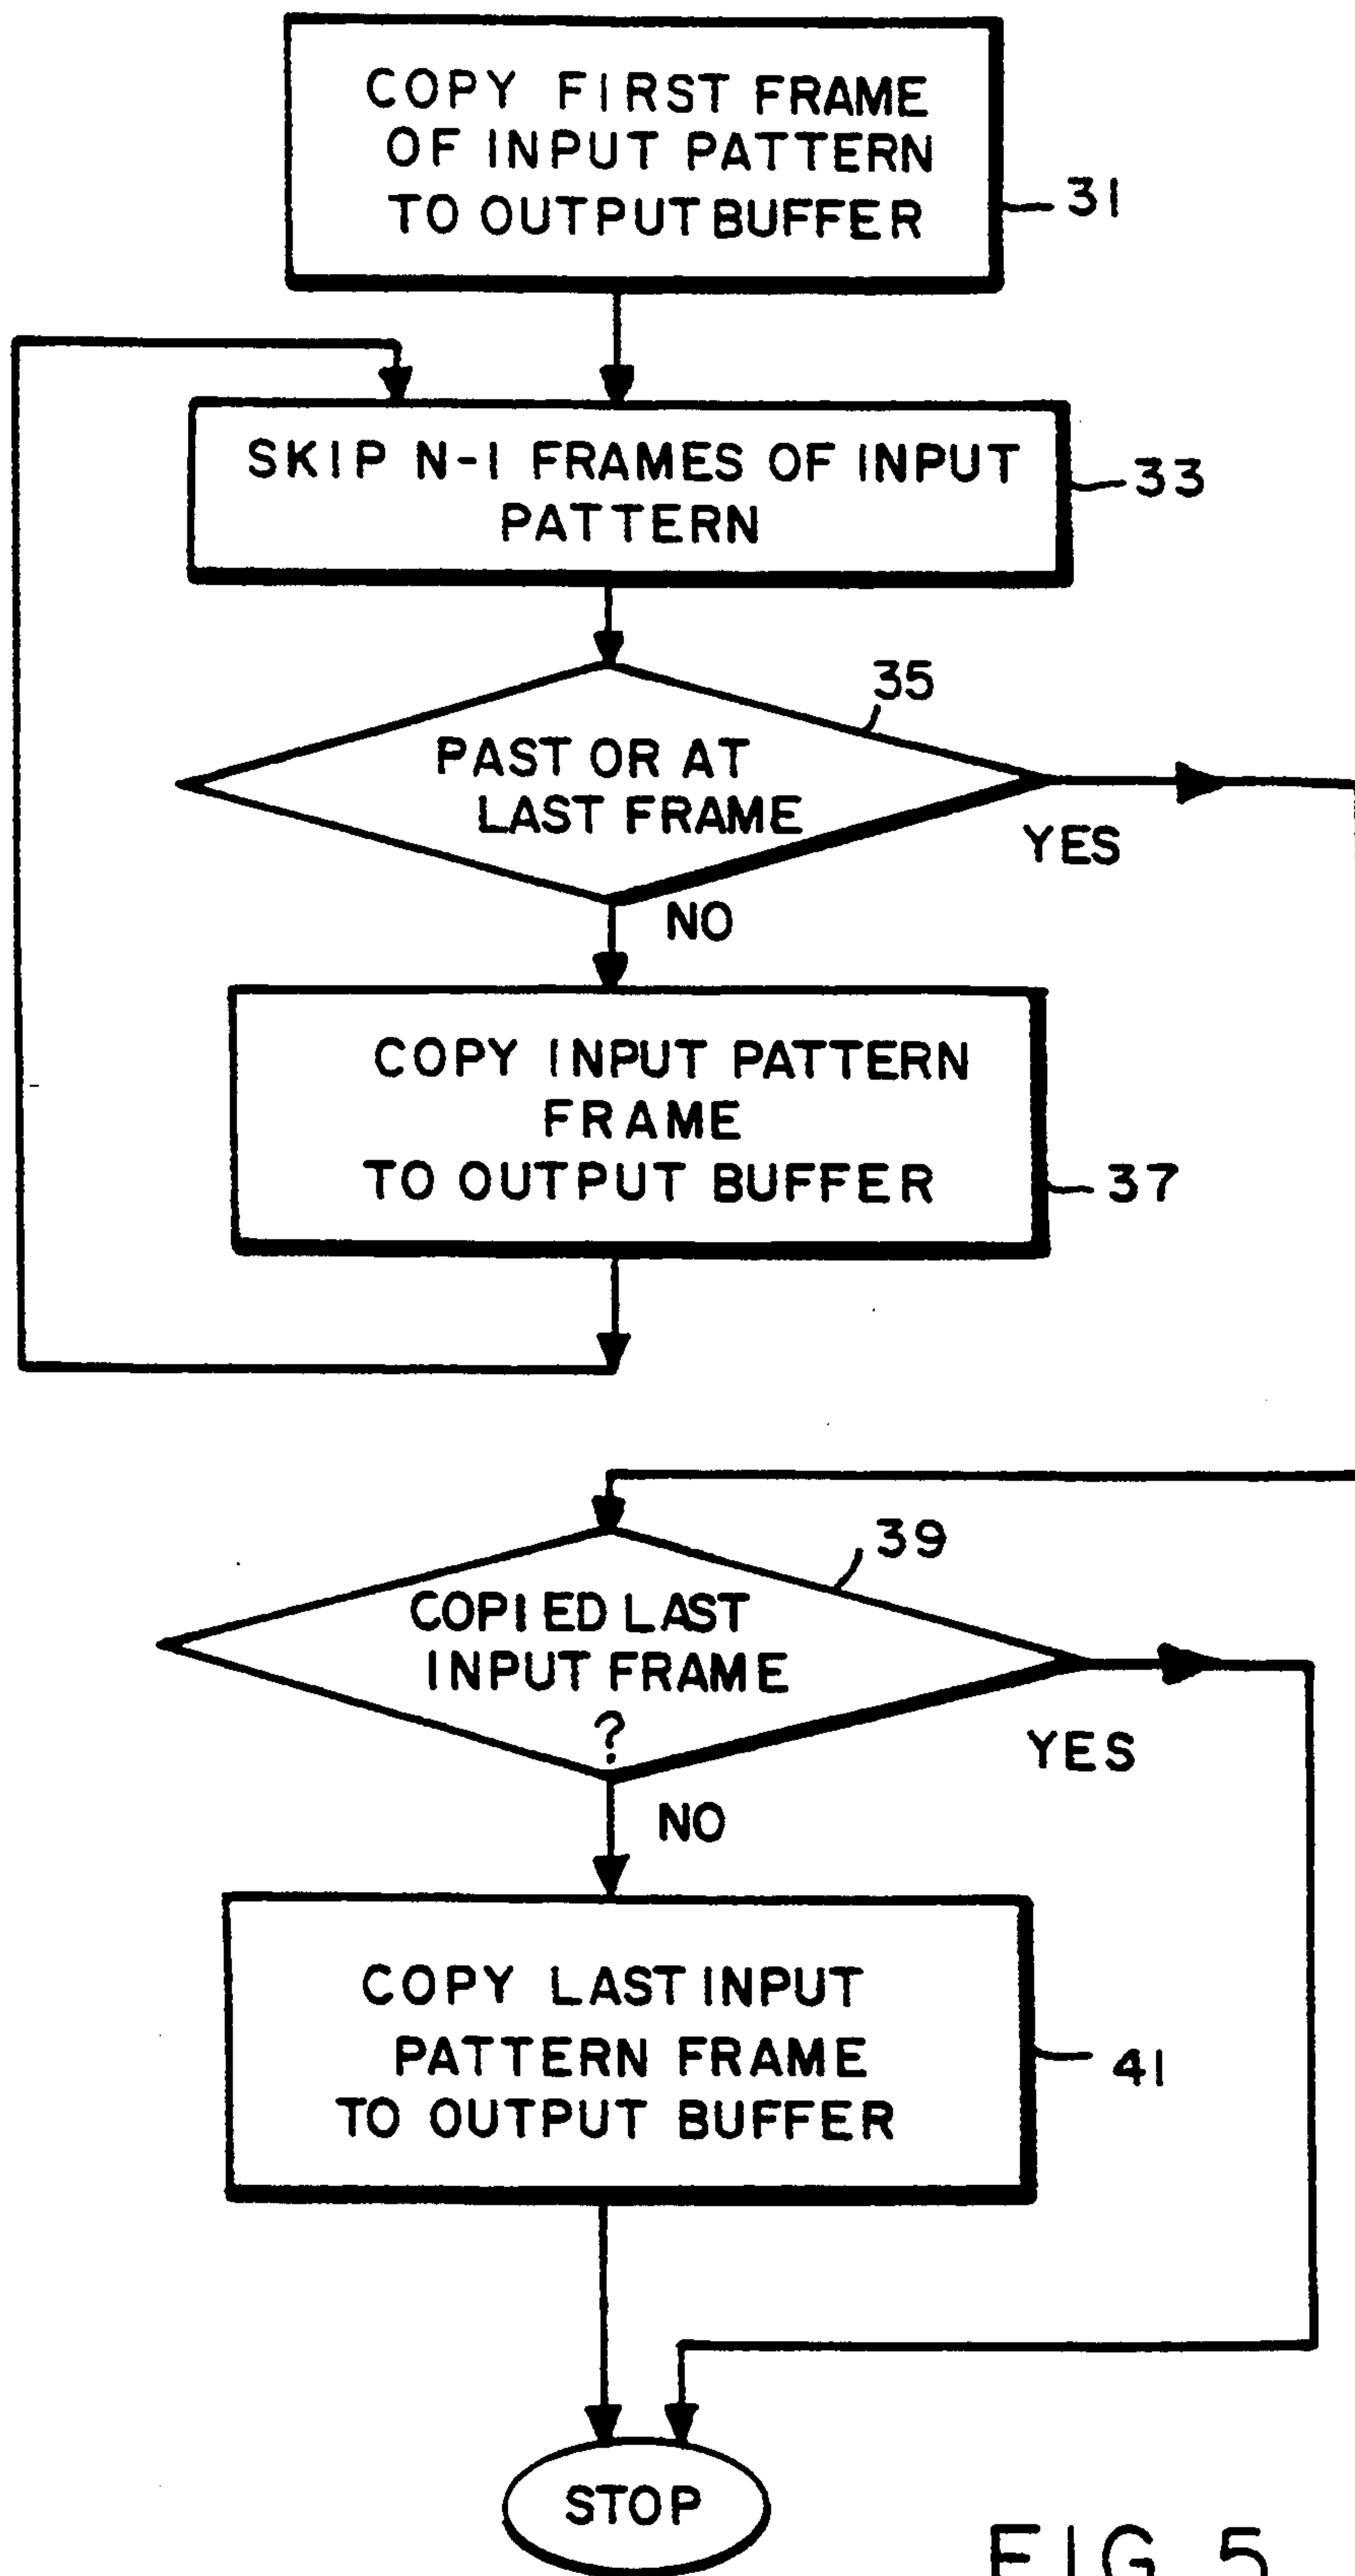 COPY FIRST FRAME
OF INPUT PATTERN
TO OUTPUT BUFFER
31
SKIP N-1 FRAMES OF INPUT
PATTERN
33
35
PAST OR AT
LAST FRAME
YES
NO
COPY INPUT PATTERN
FRAME
TO OUTPUT BUFFER
37
39
COPIED LAST
INPUT FRAME
?
YES
NO
COPY LAST INPUT
PATTERN FRAME
TO OUTPUT BUFFER
41
STOP
FIG. 5